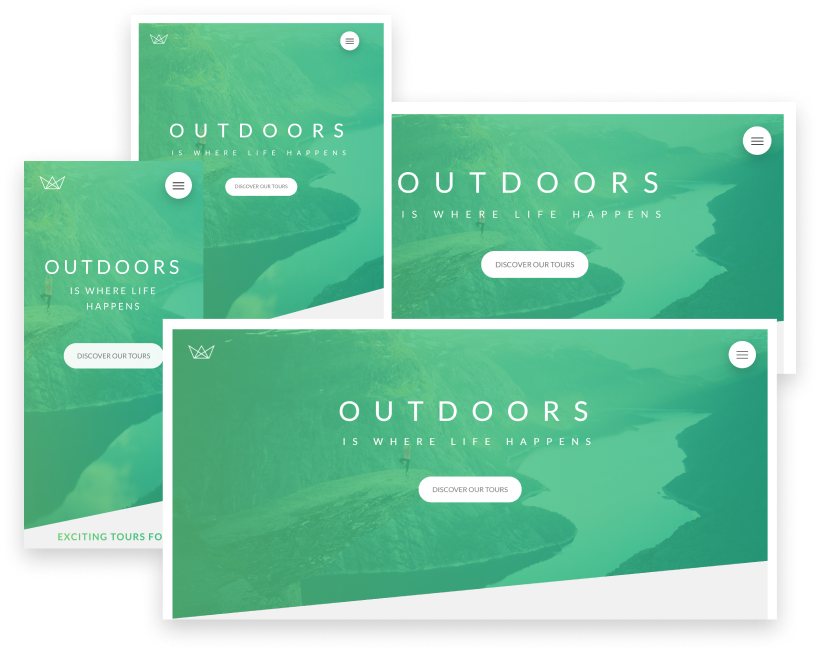 OUTDOORS
IS WHERE LIFE HAPPENS
DISCOVER OUR TOURS
OUTDOORS
IS WHERE LIFE HAPPENS
DISCOVER OUR TOURS
OUTDOORS
IS WHERE LIFE
HAPPENS
DISCOVER OUR TOURS
EXCITING TOURS FO
OUTDOORS
IS WHERE LIFE HAPPENS
DISCOVER OUR TOURS